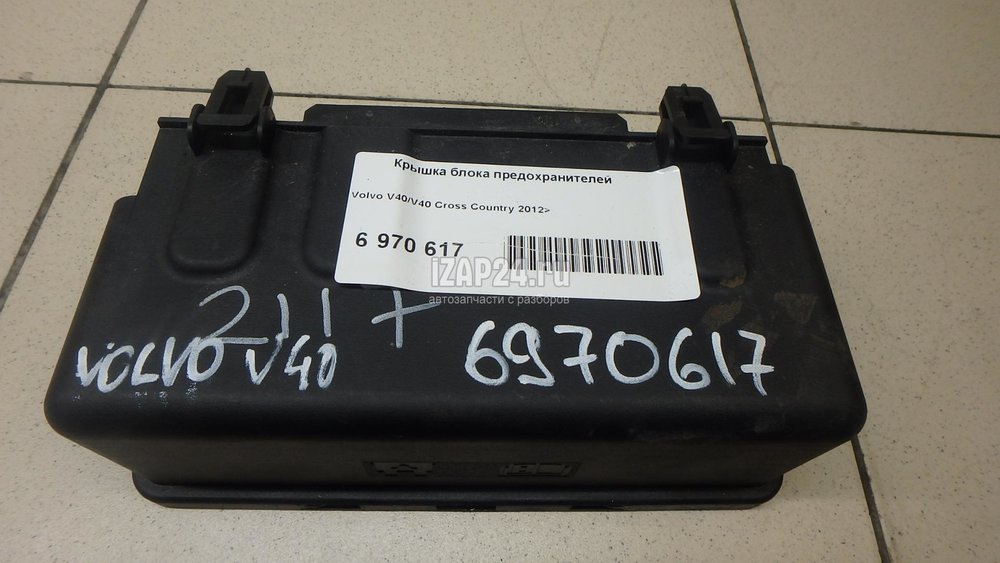 Крышка блока предохранителей
Volvo V40/V40 Cross Country 2012>
6 970 617
iZAP24.ru
автозапчасти с разборов
VOLVO V40
6970617